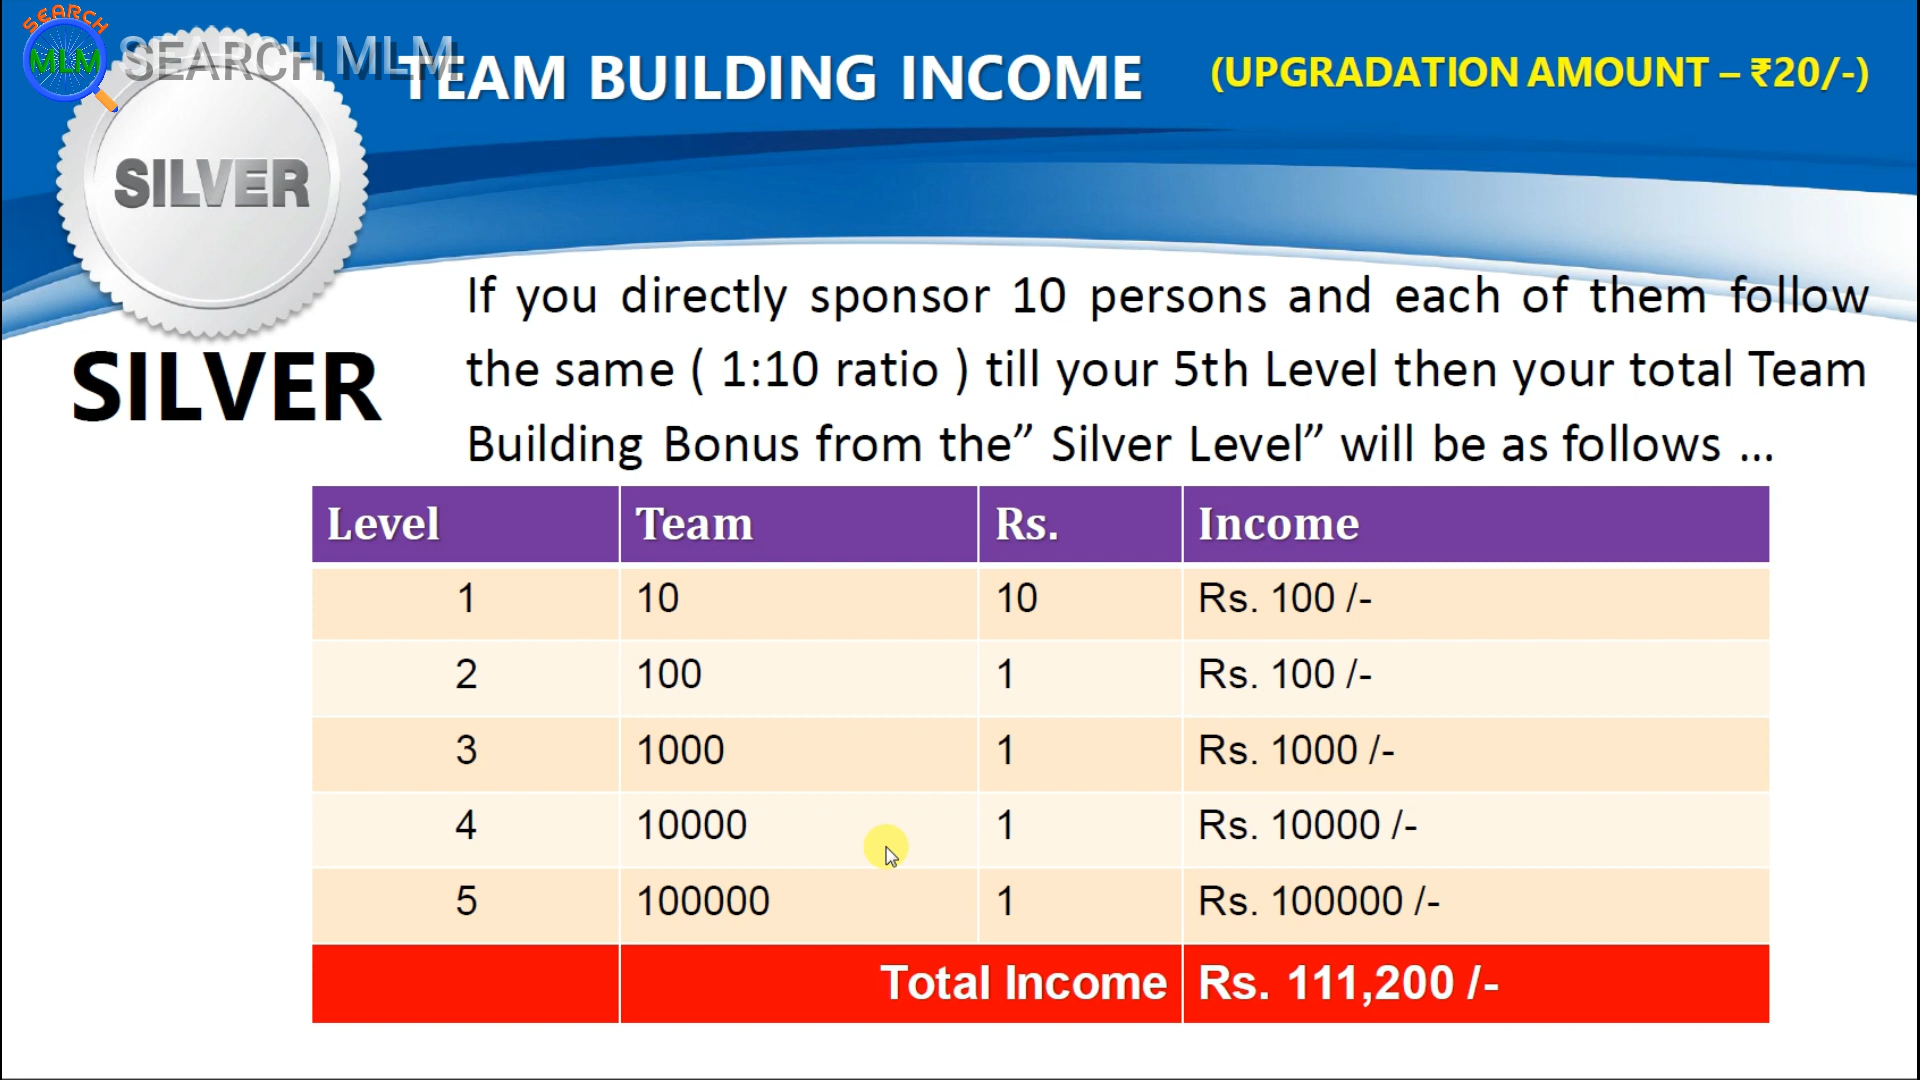 SEARCH
MLM
SEARCH MLM
TEAM BUILDING INCOME
(UPGRADATION AMOUNT – ₹20/-)
SILVER
SILVER
If you directly sponsor 10 persons and each of them follow
the same ( 1:10 ratio ) till your 5th Level then your total Team
Building Bonus from the” Silver Level” will be as follows ...
Level Team Rs. Income
1 10 10 Rs. 100 /-
2 100 1 Rs. 100 /-
3 1000 1 Rs. 1000 /-
4 10000 1 Rs. 10000 /-
5 100000 1 Rs. 100000 /-
Total Income Rs. 111,200 /-